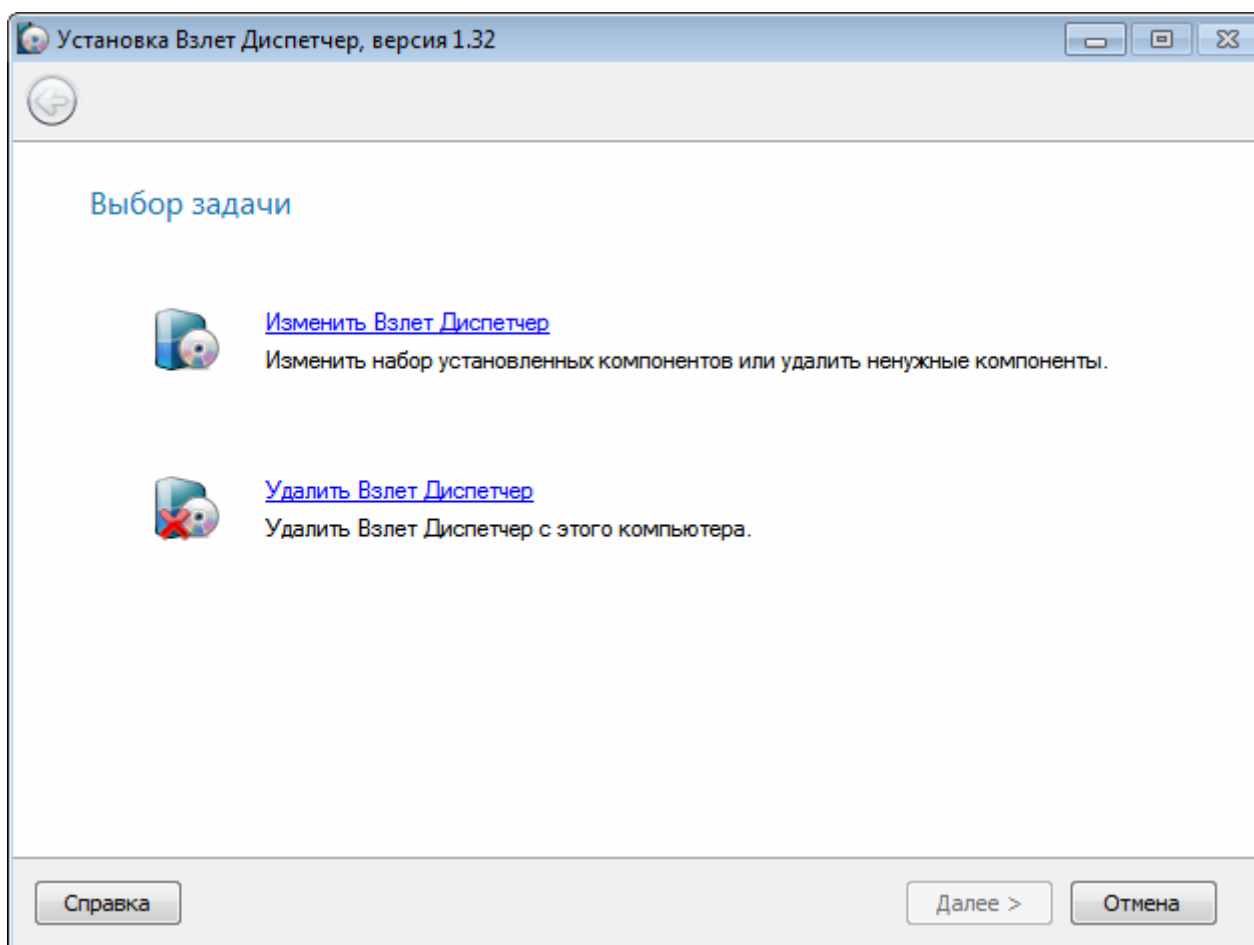 Установка Взлет Диспетчер, версия 1.32
Выбор задачи
Изменить Взлет Диспетчер
Изменить набор установленных компонентов или удалить ненужные компоненты.
Удалить Взлет Диспетчер
Удалить Взлет Диспетчер с этого компьютера.
Справка
Далее >
Отмена